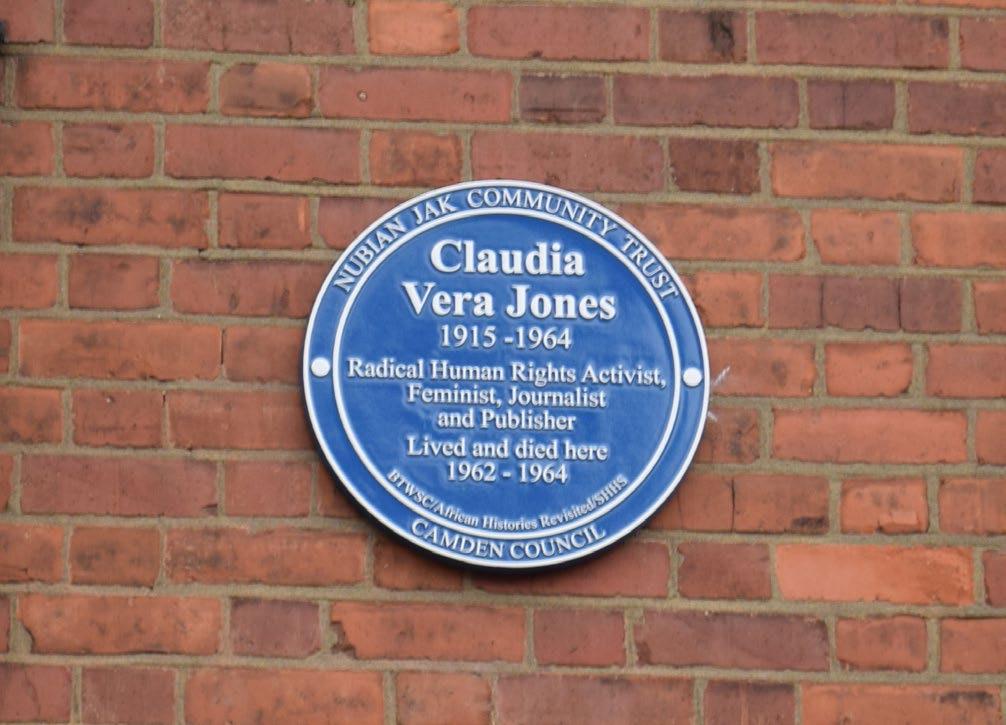 NUBIAN JAK COMMUNITY TRUST
Claudia
Vera Jones
1915 -1964
Radical Human Rights Activist,
Feminist, Journalist
and Publisher
Lived and died here
1962 - 1964
BTWSC/African Histories Revisited/SHHS
CAMDEN COUNCIL